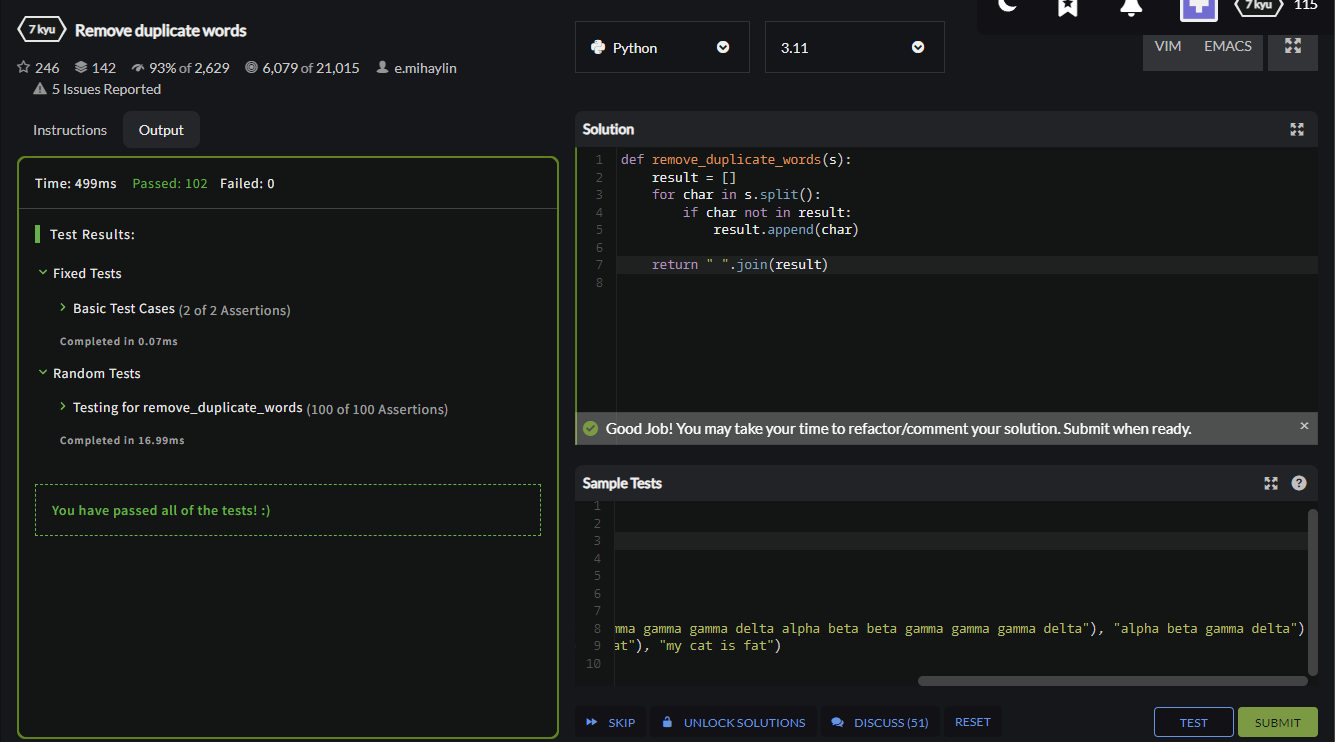 7 kyu Remove duplicate words
246 142 93% of 2,629 6,079 of 21,015 e.mihaylin
5 Issues Reported
Instructions Output
Time: 499ms Passed: 102 Failed: 0
Test Results:
Fixed Tests
Basic Test Cases (2 of 2 Assertions)
Completed in 0.07ms
Random Tests
Testing for remove_duplicate_words (100 of 100 Assertions)
Completed in 16.99ms
You have passed all of the tests! :)
7 kyu 115
Python 3.11 VIM EMACS
Solution
1 def remove_duplicate_words(s):
2     result = []
3     for char in s.split():
4         if char not in result:
5             result.append(char)
6
7     return " ".join(result)
8
Good Job! You may take your time to refactor/comment your solution. Submit when ready. ×
Sample Tests ?
1
2
3
4
5
6
7
8 mma gamma gamma delta alpha beta beta gamma gamma gamma delta"), "alpha beta gamma delta")
9 at"), "my cat is fat")
10
SKIP UNLOCK SOLUTIONS DISCUSS (51) RESET TEST SUBMIT